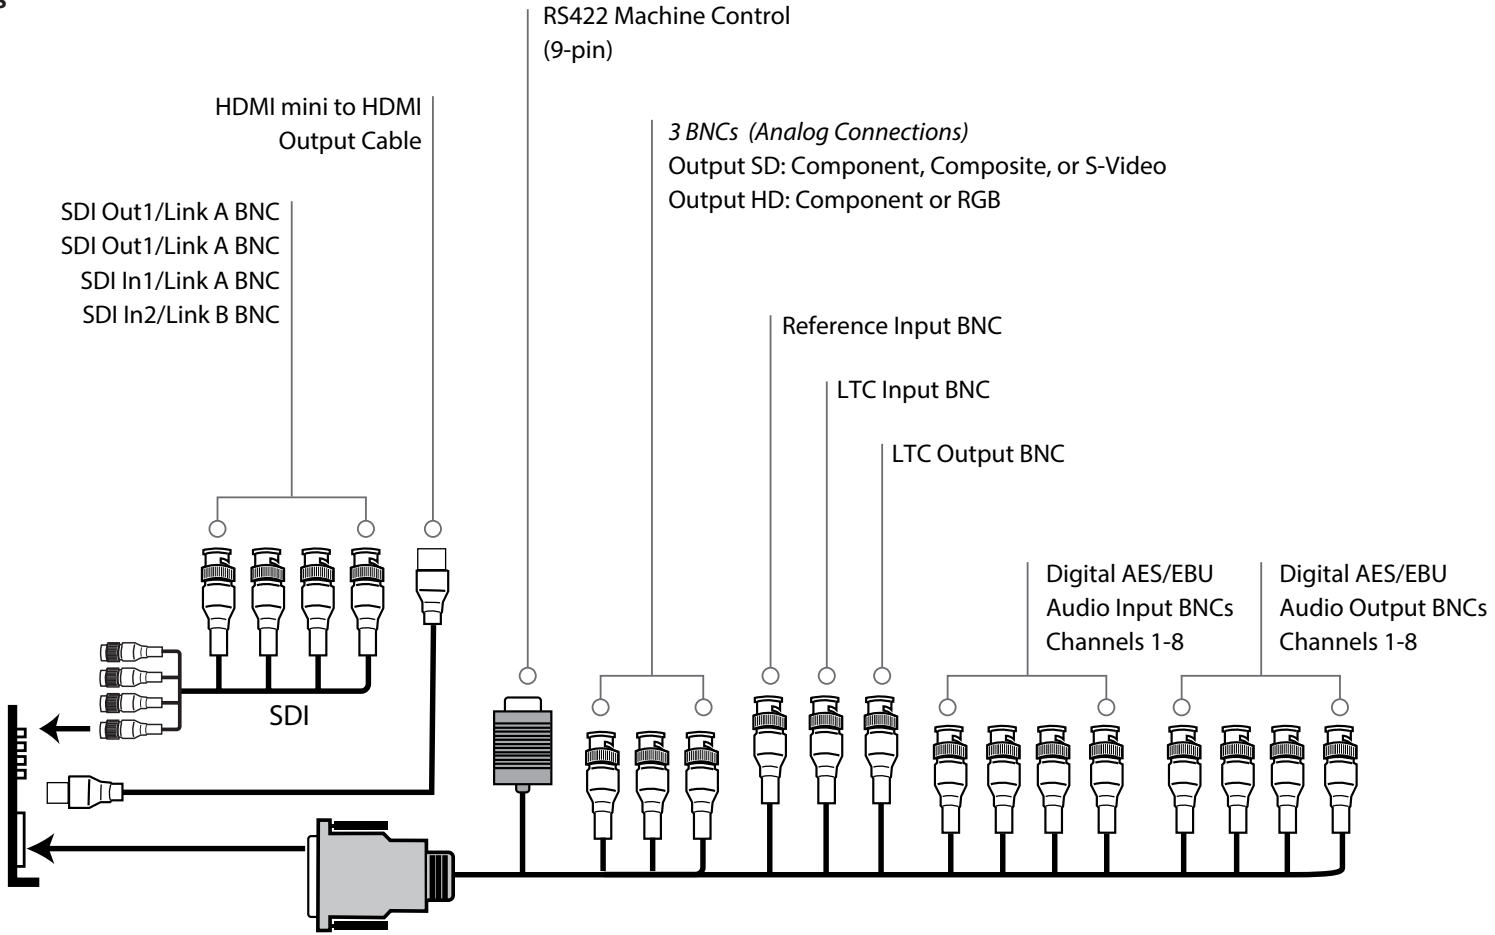 RS422 Machine Control
(9-pin)
HDMI mini to HDMI
Output Cable
3 BNCs (Analog Connections)
Output SD: Component, Composite, or S-Video
Output HD: Component or RGB
SDI Out1/Link A BNC
SDI Out1/Link A BNC
SDI In1/Link A BNC
SDI In2/Link B BNC
Reference Input BNC
LTC Input BNC
LTC Output BNC
Digital AES/EBU
Audio Input BNCs
Channels 1-8
Digital AES/EBU
Audio Output BNCs
Channels 1-8
SDI